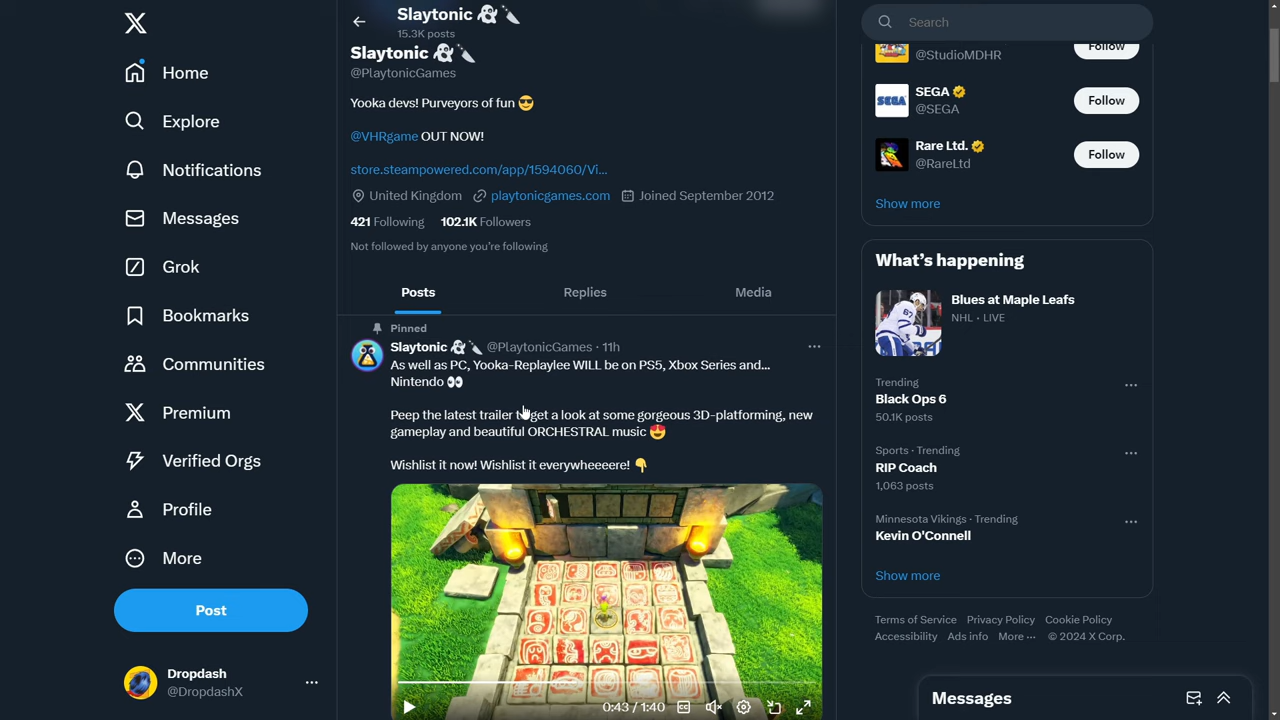 Home
Explore
Notifications
Messages
Grok
Bookmarks
Communities
Premium
Verified Orgs
Profile
More
Post
Dropdash
@DropdashX
Slaytonic 👻🔪
15.3K posts
Slaytonic 👻🔪
@PlaytonicGames
Yooka devs! Purveyors of fun 😎
@VHRgame OUT NOW!
store.steampowered.com/app/1594060/Vi…
United Kingdom playtonicgames.com Joined September 2012
421 Following 102.1K Followers
Not followed by anyone you’re following
Posts Replies Media
Pinned
Slaytonic 👻🔪 @PlaytonicGames · 11h
As well as PC, Yooka-Replaylee WILL be on PS5, Xbox Series and...
Nintendo 👀
Peep the latest trailer to get a look at some gorgeous 3D-platforming, new
gameplay and beautiful ORCHESTRAL music 😍
Wishlist it now! Wishlist it everywheeeere! 👇
0:43 / 1:40
Search
@StudioMDHR
Follow
SEGA
SEGA
@SEGA
Follow
Rare Ltd.
@RareLtd
Follow
Show more
What’s happening
Blues at Maple Leafs
NHL · LIVE
Trending
Black Ops 6
50.1K posts
Sports · Trending
RIP Coach
1,063 posts
Minnesota Vikings · Trending
Kevin O'Connell
Show more
Terms of Service Privacy Policy Cookie Policy
Accessibility Ads info More ··· © 2024 X Corp.
Messages